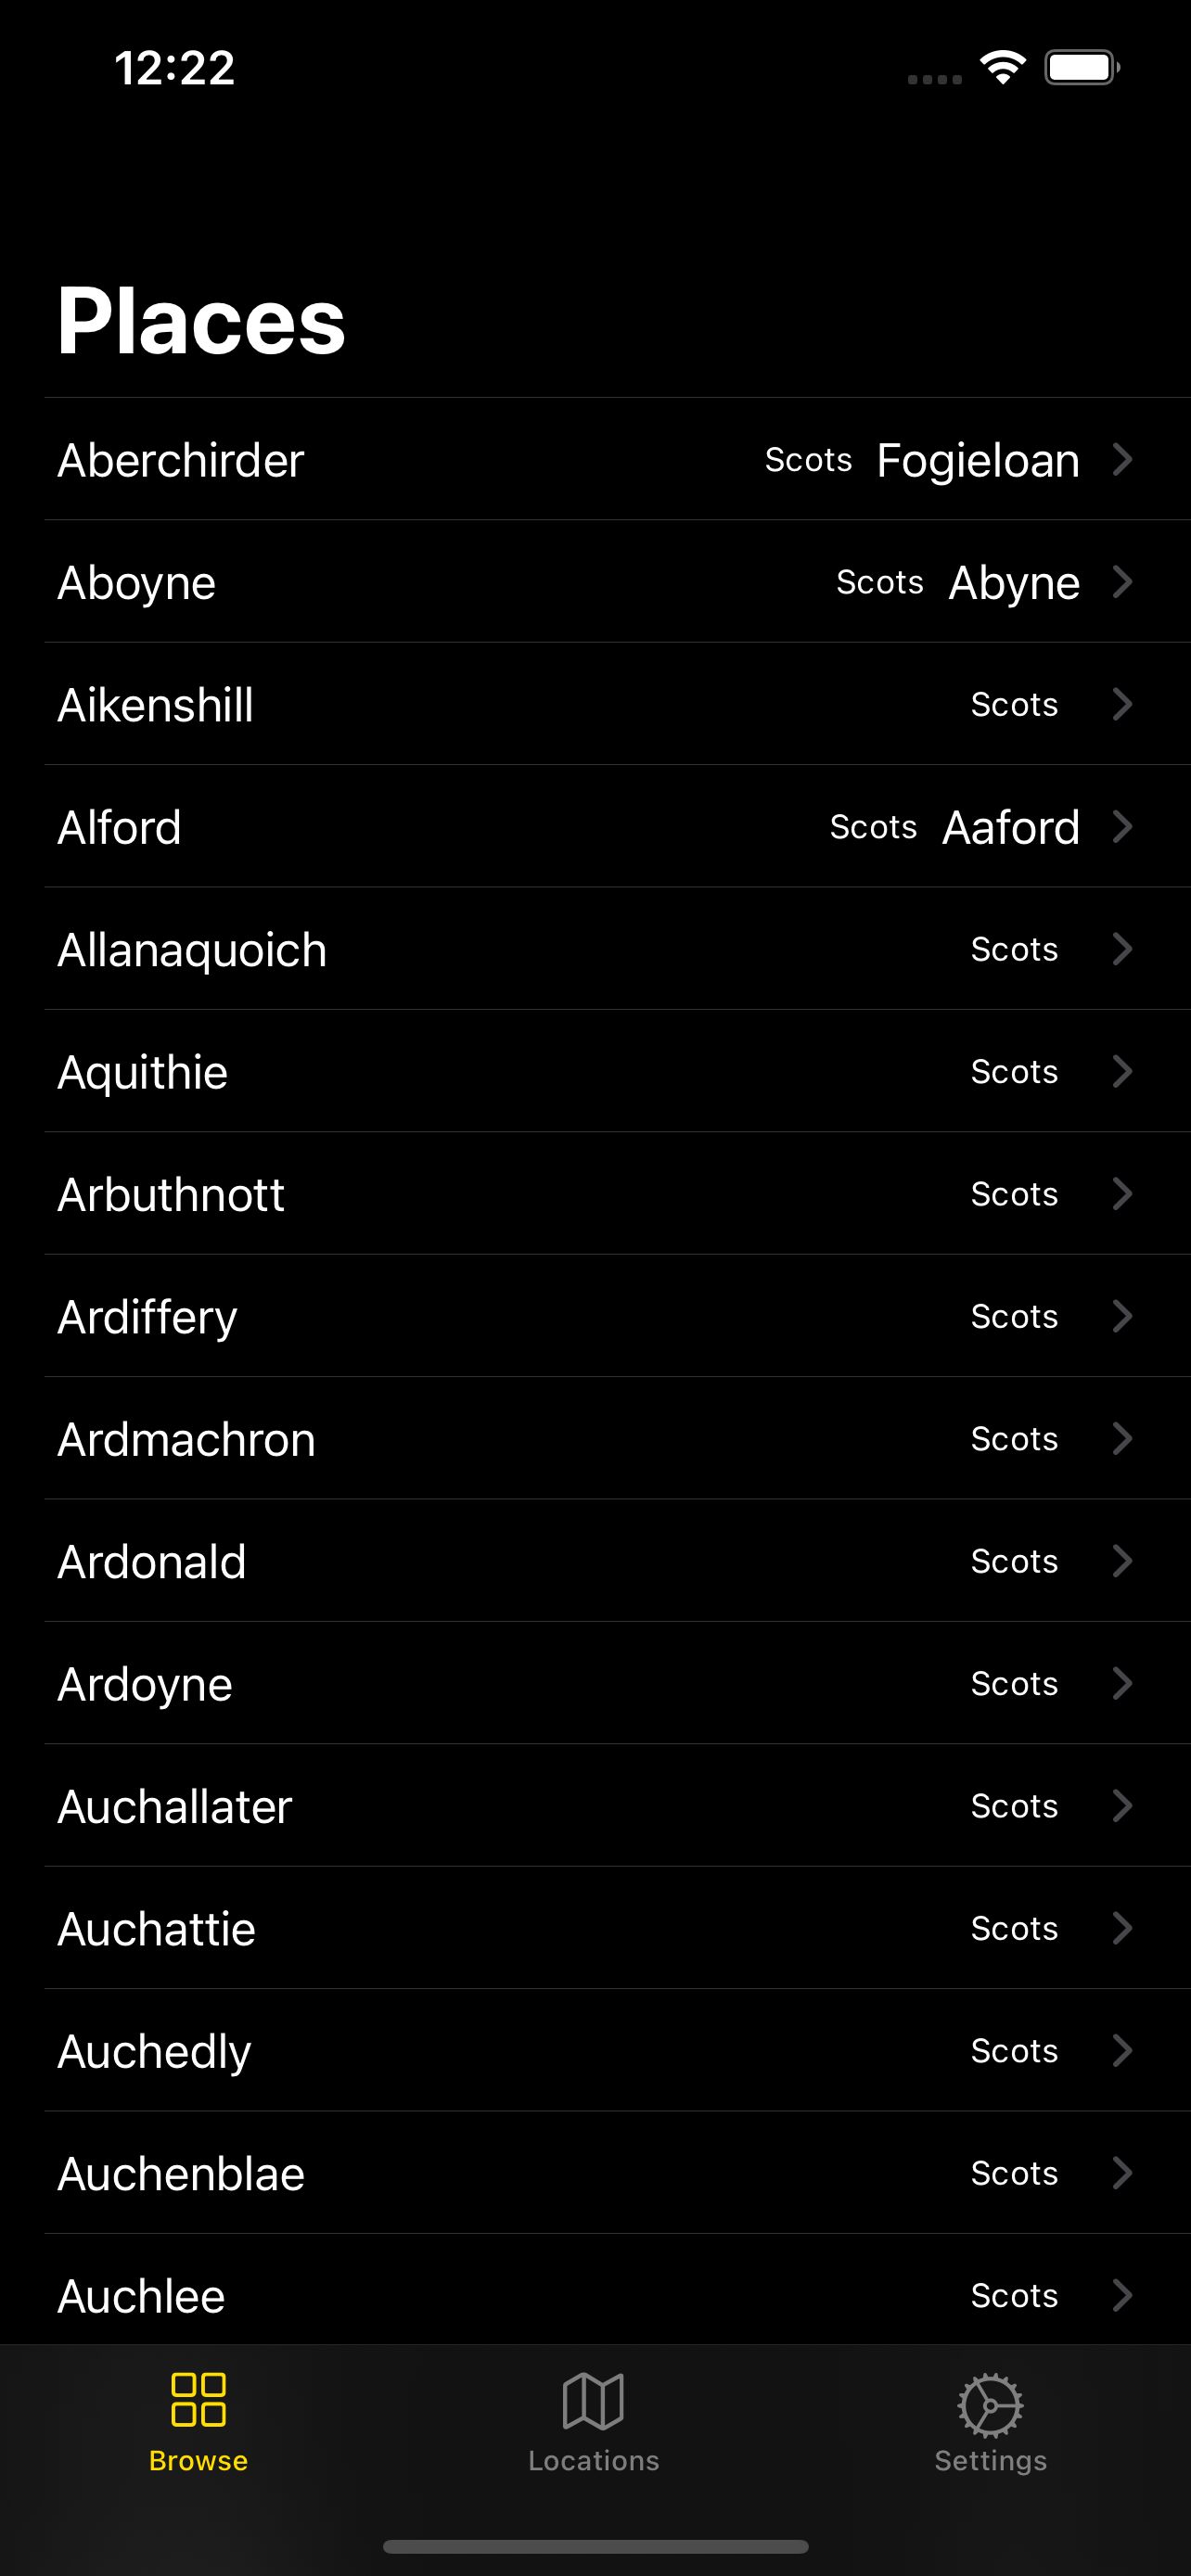 12:22
Places
Aberchirder Scots Fogieloan
Aboyne Scots Abyne
Aikenshill Scots
Alford Scots Aaford
Allanaquoich Scots
Aquithie Scots
Arbuthnott Scots
Ardiffery Scots
Ardmachron Scots
Ardonald Scots
Ardoyne Scots
Auchallater Scots
Auchattie Scots
Auchedly Scots
Auchenblae Scots
Auchlee Scots
Browse Locations Settings